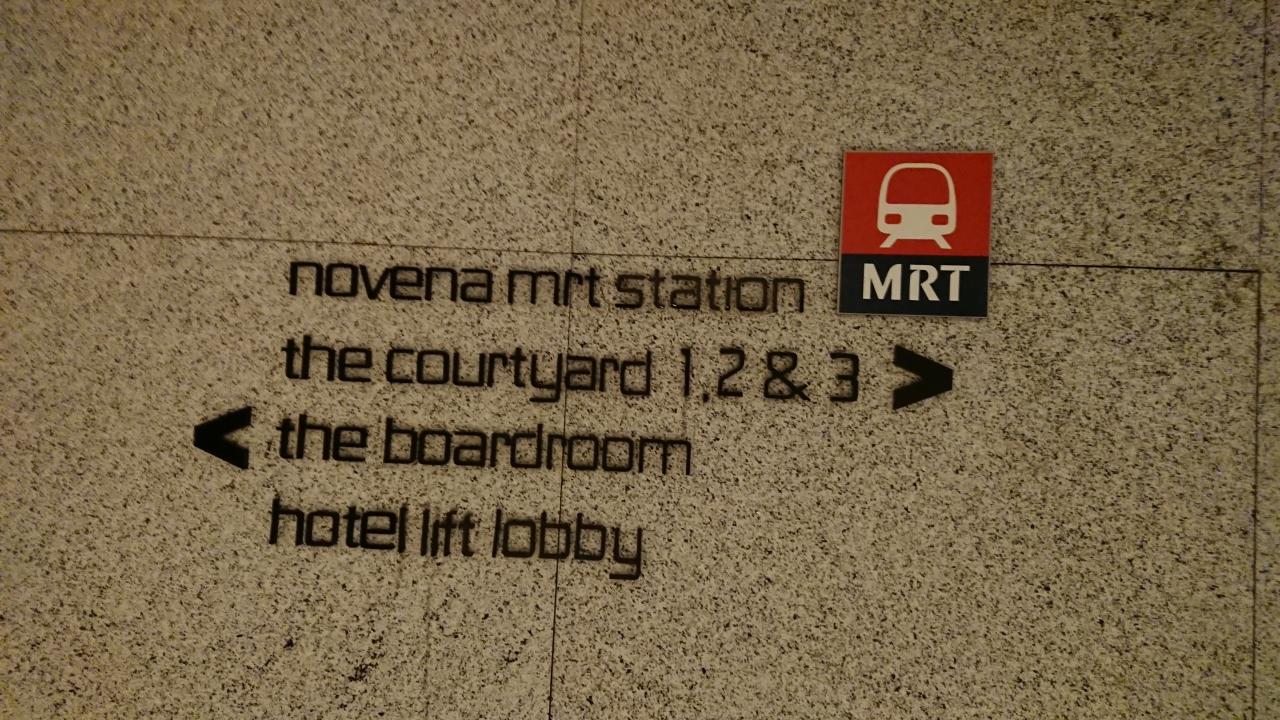 MRT
novena mrt station
the courtyard 1,2 & 3 >
< the boardroom
hotel lift lobby